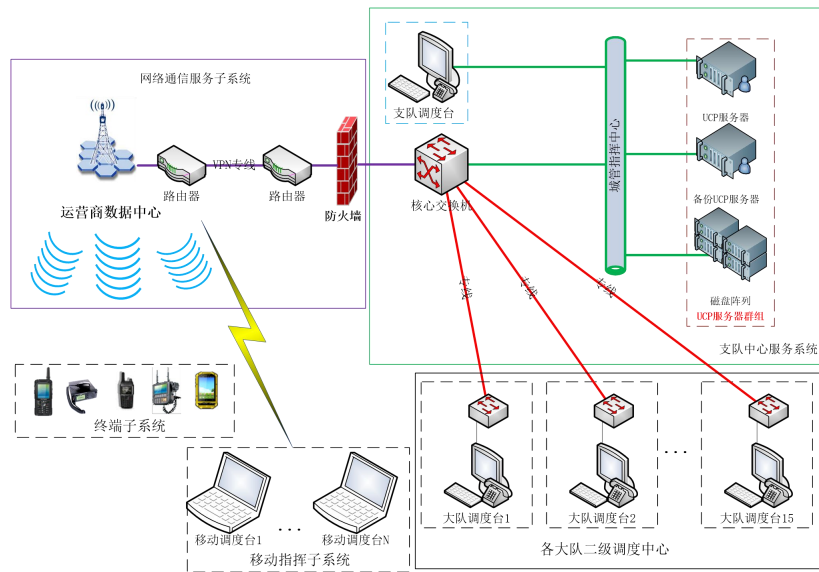 网络通信服务子系统
VPN专线
路由器
路由器
运营商数据中心
防火墙
支队调度台
核心交换机
城管指挥中心
UCP服务器
备份UCP服务器
磁盘阵列
UCP服务器群组
支队中心服务系统
专线
专线
专线
终端子系统
移动调度台1
...
移动调度台N
移动指挥子系统
大队调度台1
大队调度台2
...
大队调度台15
各大队二级调度中心